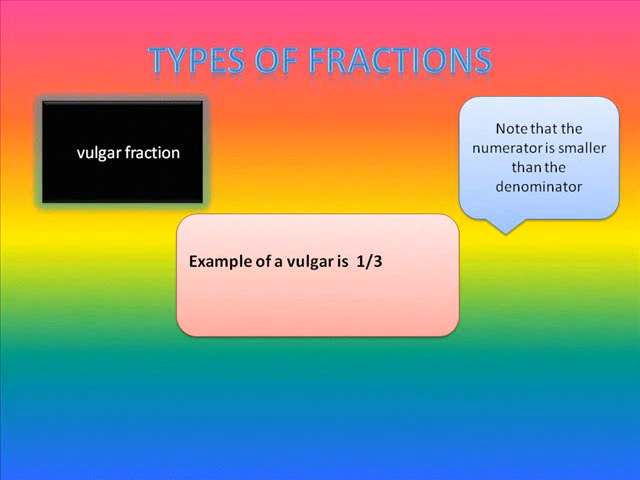 TYPES OF FRACTIONS
vulgar fraction
Note that the
numerator is smaller
than the
denominator
Example of a vulgar is 1/3